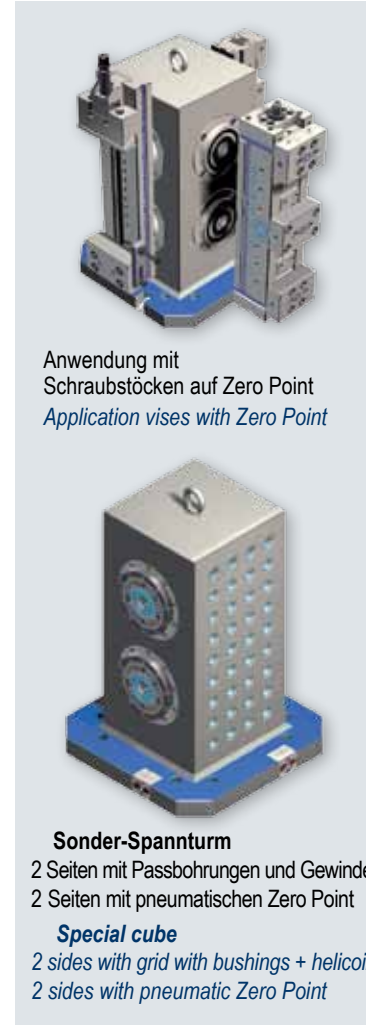 Anwendung mit
Schraubstöcken auf Zero Point
Application vises with Zero Point
Sonder-Spannturm
2 Seiten mit Passbohrungen und Gewinde
2 Seiten mit pneumatischen Zero Point
Special cube
2 sides with grid with bushings + helicoi
2 sides with pneumatic Zero Point